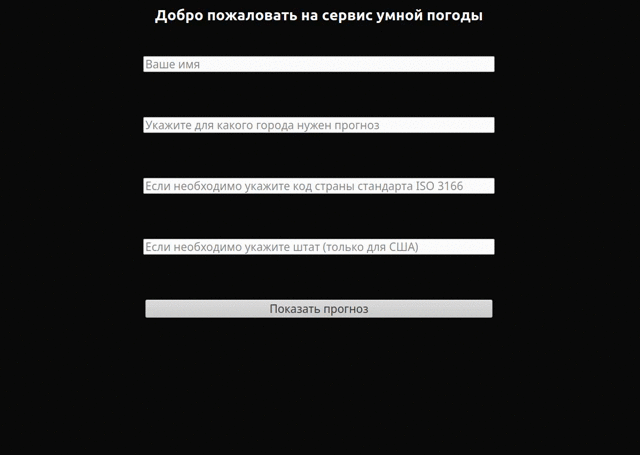 Добро пожаловать на сервис умной погоды
Ваше имя
Укажите для какого города нужен прогноз
Если необходимо укажите код страны стандарта ISO 3166
Если необходимо укажите штат (только для США)
Показать прогноз